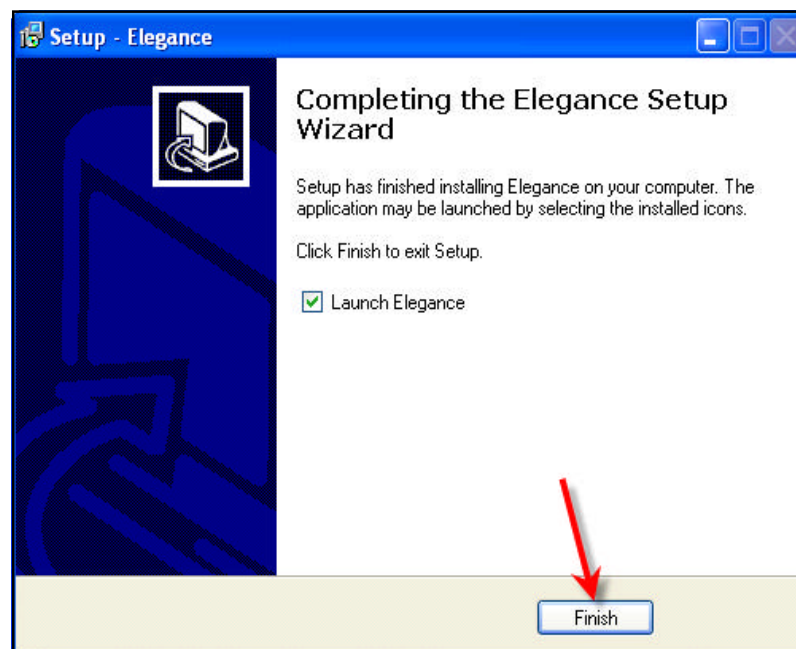 Setup - Elegance
Completing the Elegance Setup
Wizard
Setup has finished installing Elegance on your computer. The
application may be launched by selecting the installed icons.
Click Finish to exit Setup.
Launch Elegance
Finish